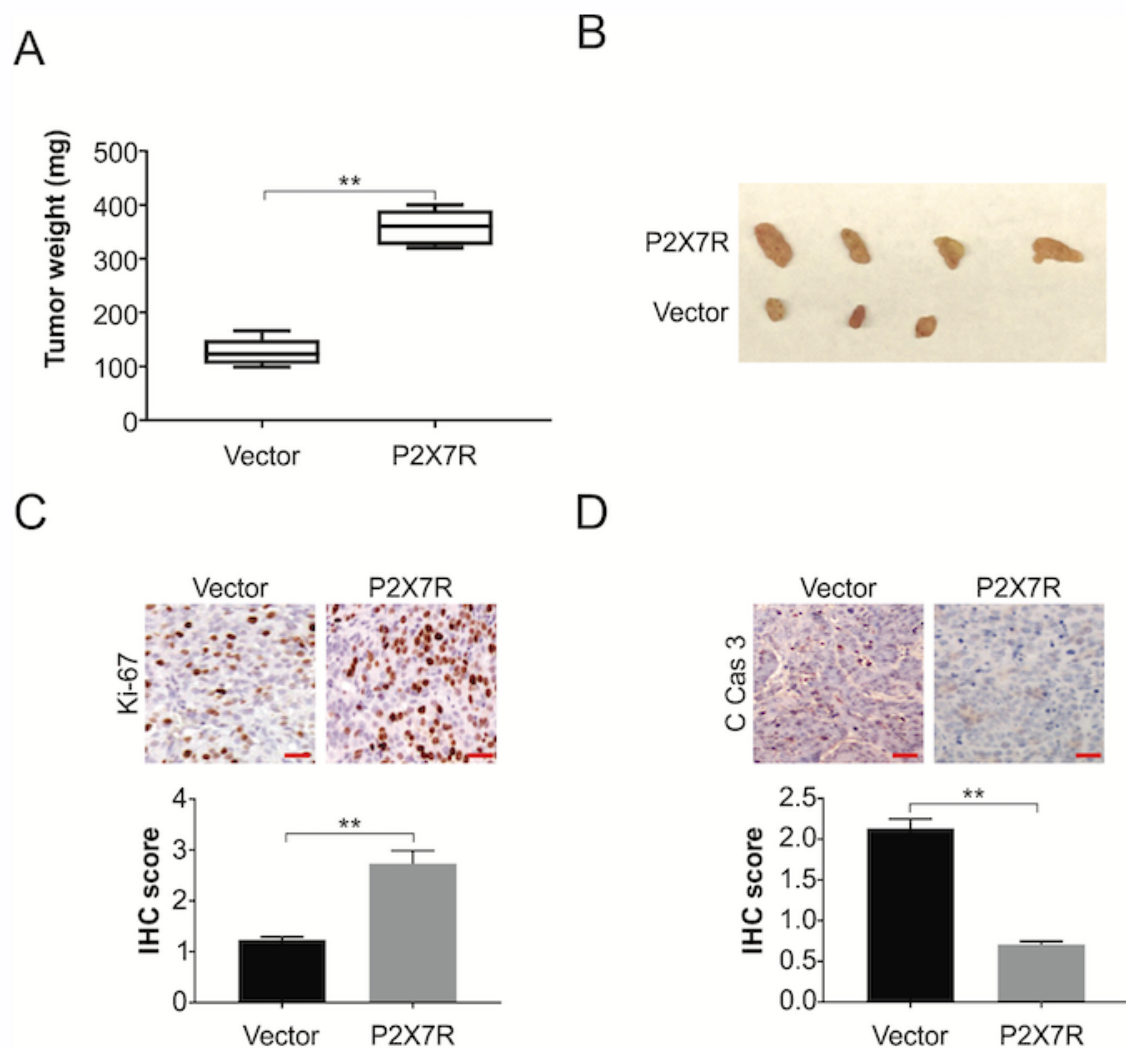 A
Tumor weight (mg)
500
400
300
200
100
0
**
Vector
P2X7R
B
P2X7R
Vector
C
Vector
P2X7R
Ki-67
IHC score
4
3
2
1
0
**
Vector
P2X7R
D
Vector
P2X7R
C Cas 3
IHC score
2.5
2.0
1.5
1.0
0.5
0.0
**
Vector
P2X7R